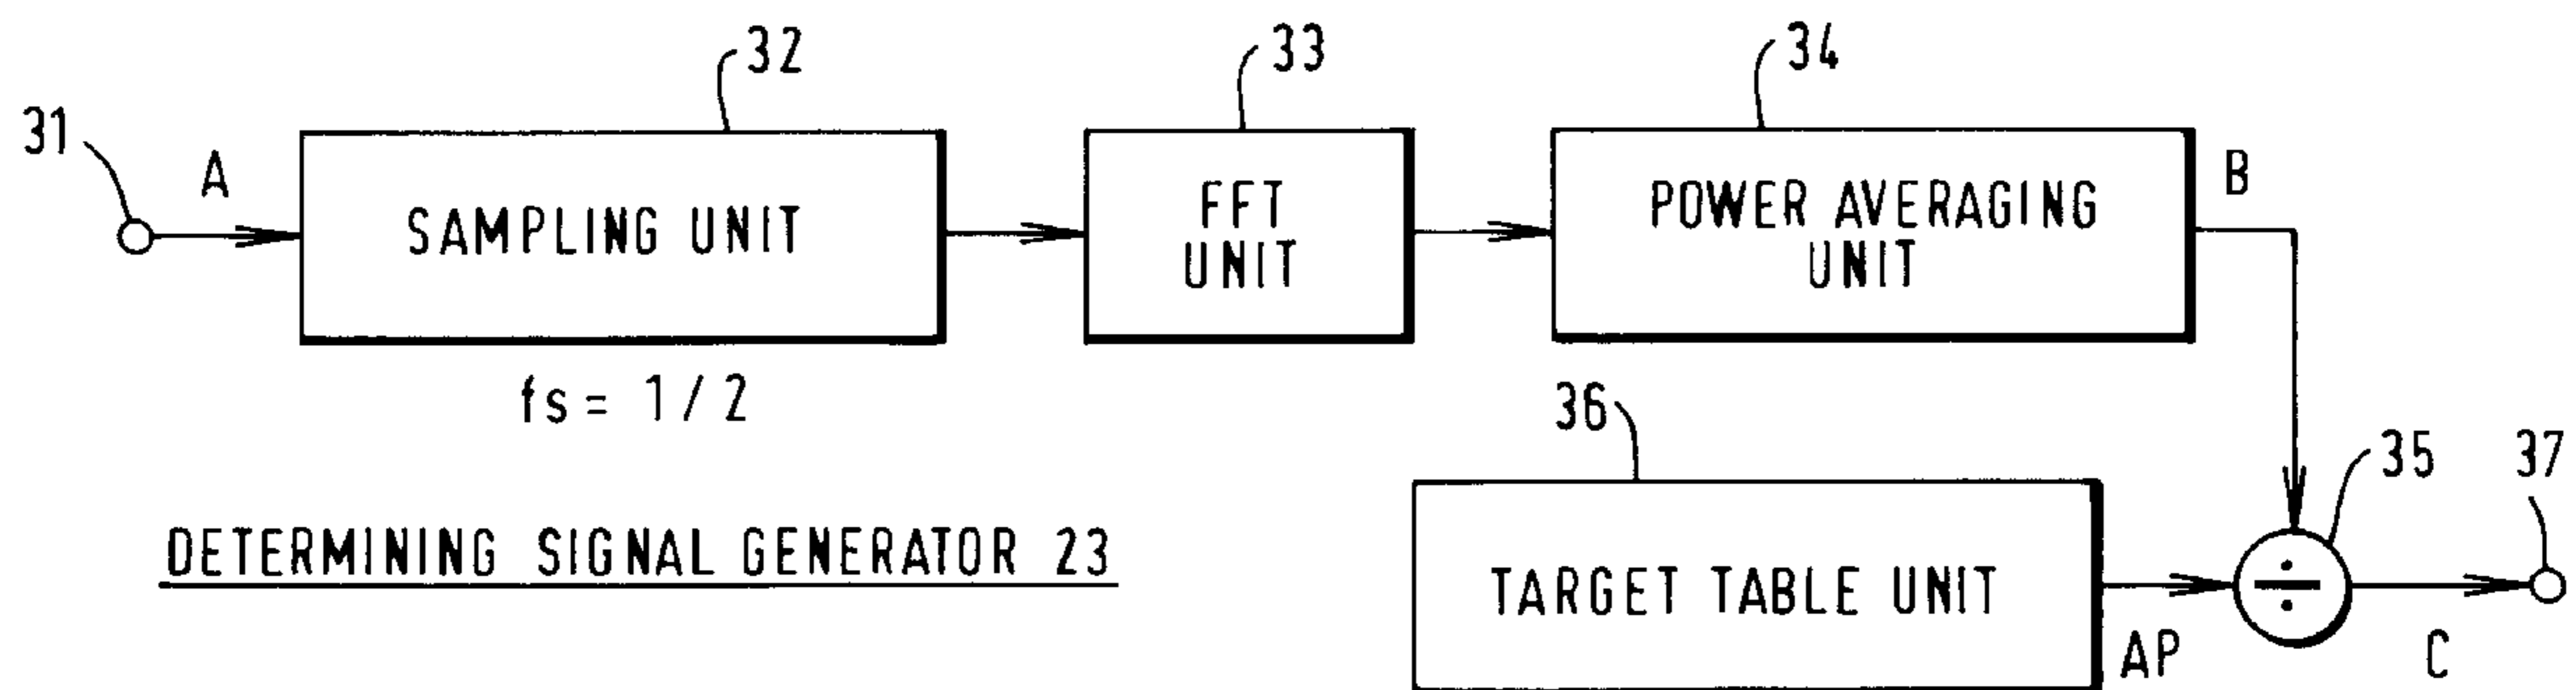 32
33
34
31
A
SAMPLING UNIT
FFT
UNIT
POWER AVERAGING
UNIT
B
fs = 1 / 2
36
35
37
DETERMINING SIGNAL GENERATOR 23
TARGET TABLE UNIT
÷
AP
C